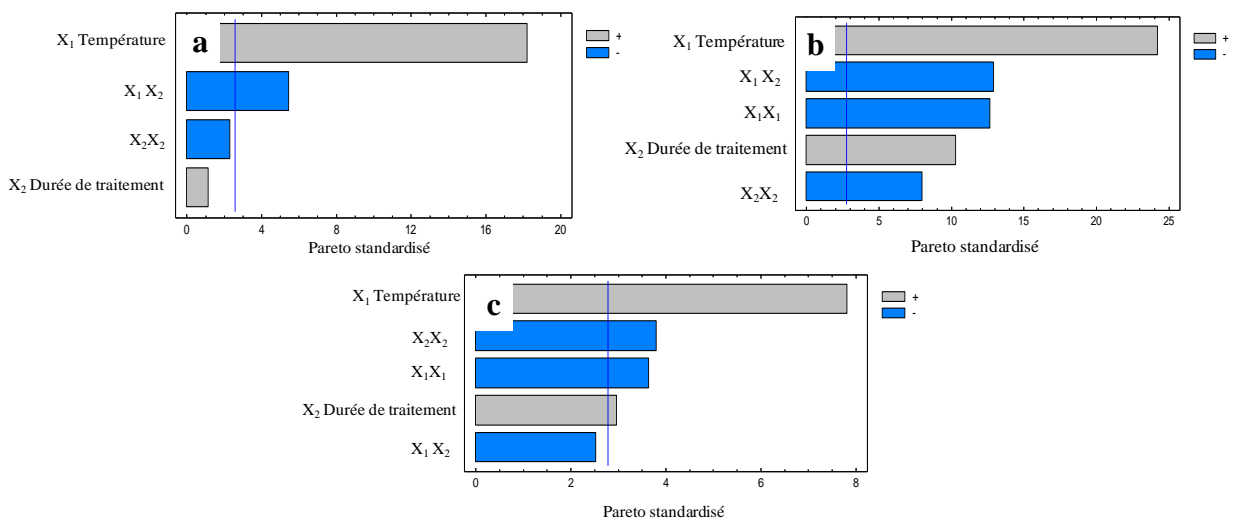 a
X₁ Température
X₁ X₂
X₂X₂
X₂ Durée de traitement
0 4 8 12 16 20
Pareto standardisé
+
-
b
X₁ Température
X₁ X₂
X₁X₁
X₂ Durée de traitement
X₂X₂
0 5 10 15 20 25
Pareto standardisé
+
-
c
X₁ Température
X₂X₂
X₁X₁
X₂ Durée de traitement
X₁ X₂
0 2 4 6 8
Pareto standardisé
+
-